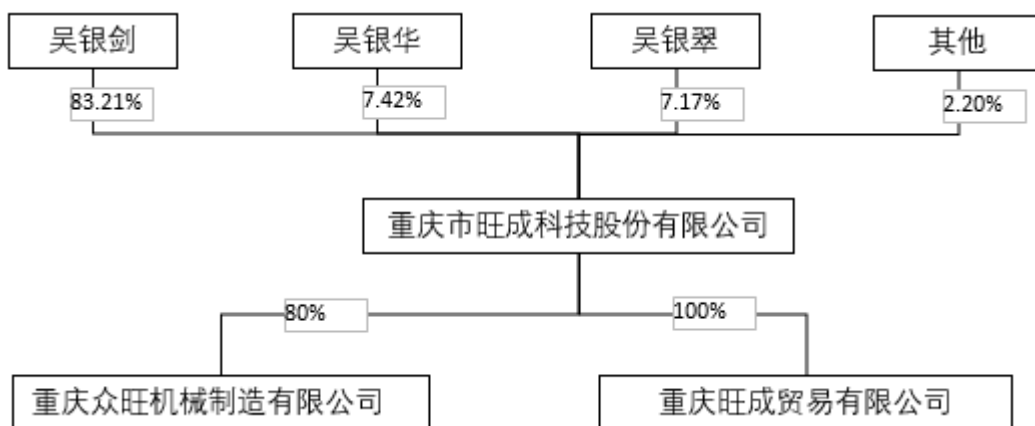 吴银剑
吴银华
吴银翠
其他
83.21%
7.42%
7.17%
2.20%
重庆市旺成科技股份有限公司
80%
100%
重庆众旺机械制造有限公司
重庆旺成贸易有限公司